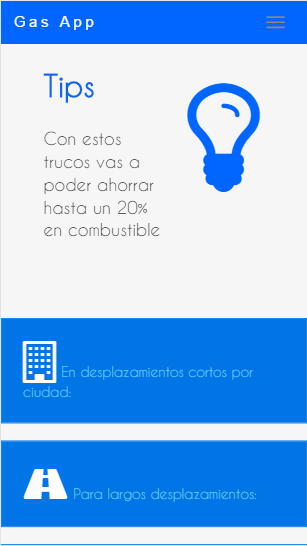 Gas App
Tips
Con estos
trucos vas a
poder ahorrar
hasta un 20%
en combustible
En desplazamientos cortos por
ciudad:
Para largos desplazamientos: